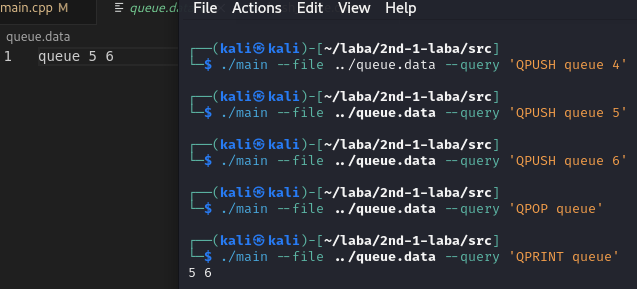 main.cpp M
queue.da
queue.data
1 queue 5 6
File Actions Edit View Help
┌──(kali㉿kali)-[~/laba/2nd-1-laba/src]
└─$ ./main --file ../queue.data --query 'QPUSH queue 4'
┌──(kali㉿kali)-[~/laba/2nd-1-laba/src]
└─$ ./main --file ../queue.data --query 'QPUSH queue 5'
┌──(kali㉿kali)-[~/laba/2nd-1-laba/src]
└─$ ./main --file ../queue.data --query 'QPUSH queue 6'
┌──(kali㉿kali)-[~/laba/2nd-1-laba/src]
└─$ ./main --file ../queue.data --query 'QPOP queue'
┌──(kali㉿kali)-[~/laba/2nd-1-laba/src]
└─$ ./main --file ../queue.data --query 'QPRINT queue'
5 6